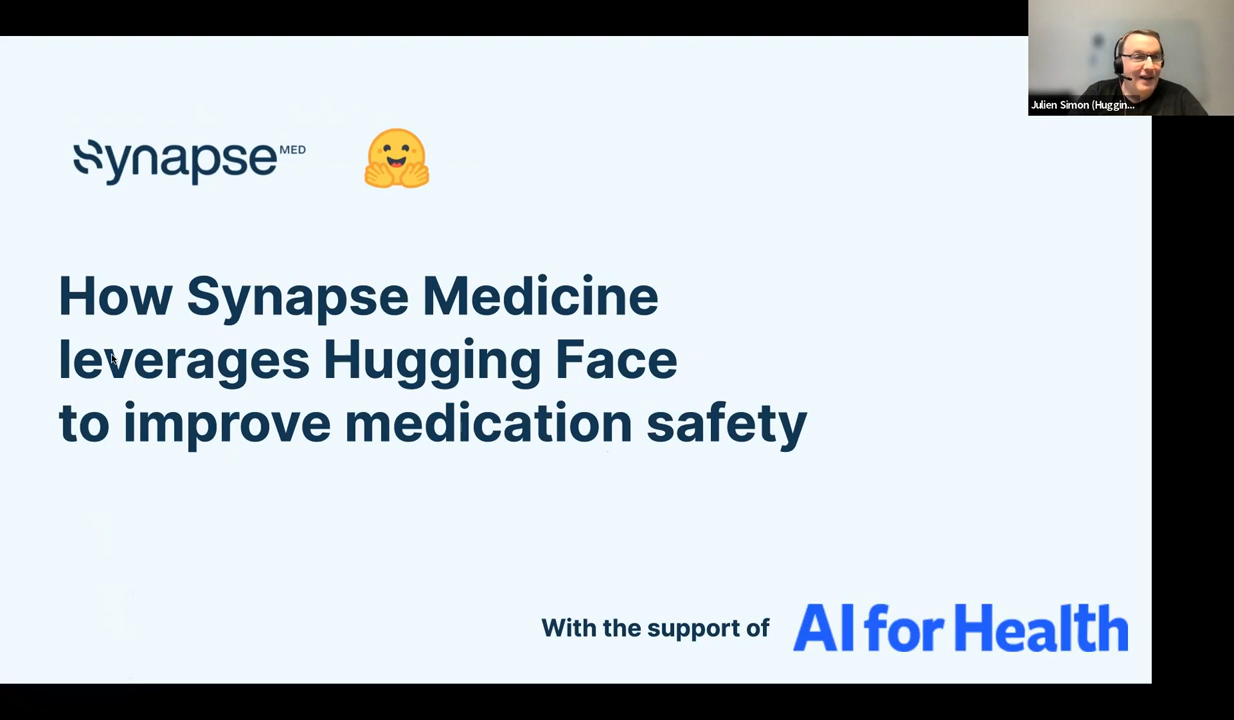 Synapse MED
How Synapse Medicine
leverages Hugging Face
to improve medication safety
With the support of
AI for Health
Julien Simon (Huggin...